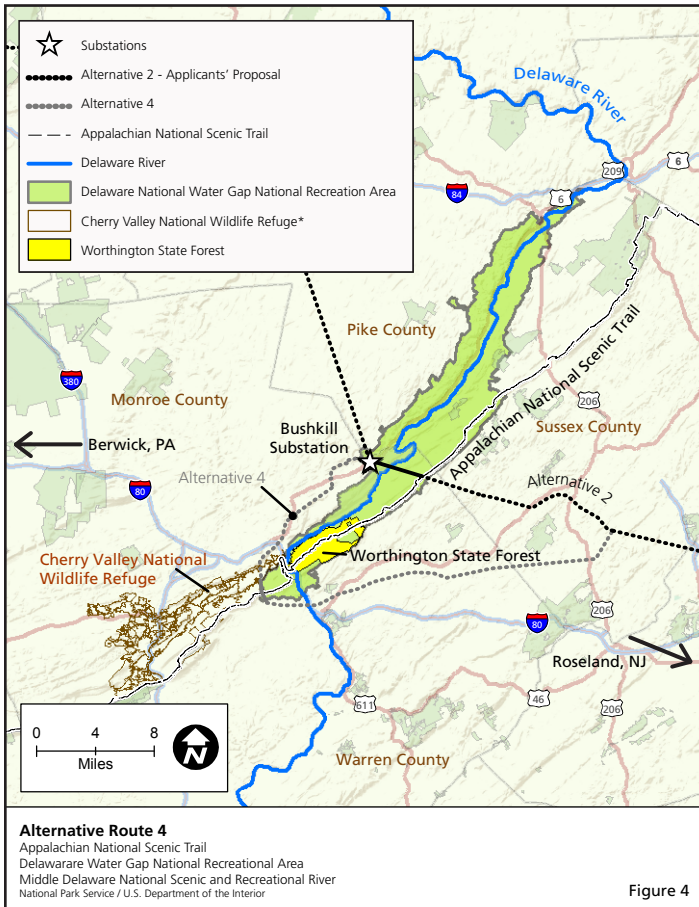 Substations
Alternative 2 - Applicants' Proposal
Alternative 4
Appalachian National Scenic Trail
Delaware River
Delaware National Water Gap National Recreation Area
Cherry Valley National Wildlife Refuge*
Worthington State Forest
Delaware River
6
209
84
6
Pike County
380
Monroe County
Appalachian National Scenic Trail
206
Sussex County
Bushkill
Substation
Berwick, PA
Alternative 4
80
Alternative 2
Cherry Valley National
Wildlife Refuge
Worthington State Forest
206
80
Roseland, NJ
46
611
206
Warren County
0 4 8
Miles
N
Alternative Route 4
Appalachian National Scenic Trail
Delawarare Water Gap National Recreational Area
Middle Delaware National Scenic and Recreational River
National Park Service / U.S. Department of the Interior
Figure 4